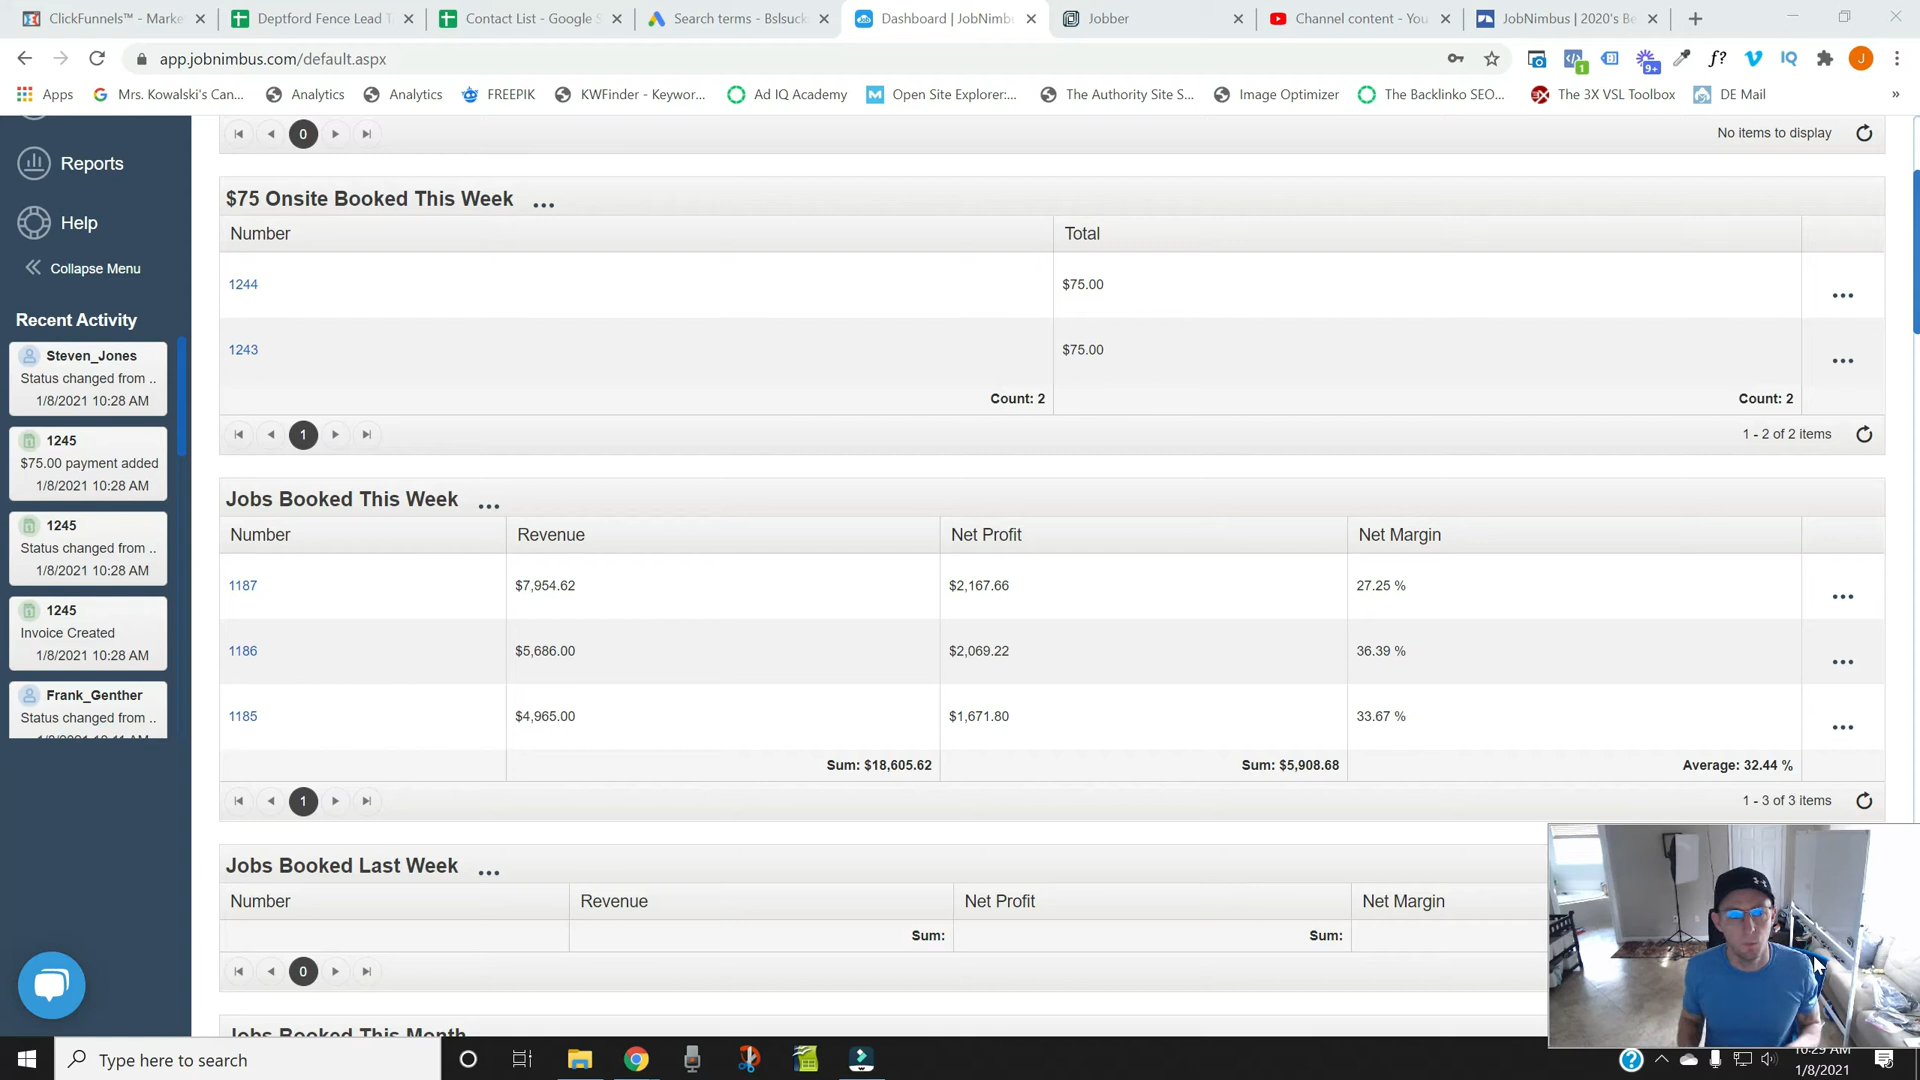 ClickFunnels™ - Marke
Deptford Fence Lead T
Contact List - Google S
Search terms - Bslsuck
Dashboard | JobNimb
Jobber
Channel content - You
JobNimbus | 2020's Be
app.jobnimbus.com/default.aspx
1
9+
f?
IQ
J
Apps
Mrs. Kowalski's Can...
Analytics
Analytics
FREEPIK
KWFinder - Keywor...
Ad IQ Academy
Open Site Explorer:...
The Authority Site S...
Image Optimizer
The Backlinko SEO...
The 3X VSL Toolbox
DE Mail
»
Reports
Help
Collapse Menu
Recent Activity
Steven_Jones
Status changed from ..
1/8/2021 10:28 AM
1245
$75.00 payment added
1/8/2021 10:28 AM
1245
Status changed from ..
1/8/2021 10:28 AM
1245
Invoice Created
1/8/2021 10:28 AM
Frank_Genther
Status changed from ..
0
No items to display
$75 Onsite Booked This Week ...
Number Total
1244 $75.00
1243 $75.00
Count: 2 Count: 2
1 1 - 2 of 2 items
Jobs Booked This Week ...
Number Revenue Net Profit Net Margin
1187 $7,954.62 $2,167.66 27.25 %
1186 $5,686.00 $2,069.22 36.39 %
1185 $4,965.00 $1,671.80 33.67 %
Sum: $18,605.62 Sum: $5,908.68 Average: 32.44 %
1 1 - 3 of 3 items
Jobs Booked Last Week ...
Number Revenue Net Profit Net Margin
Sum: Sum:
0
Jobs Booked This Month
Type here to search
10:29 AM
1/8/2021